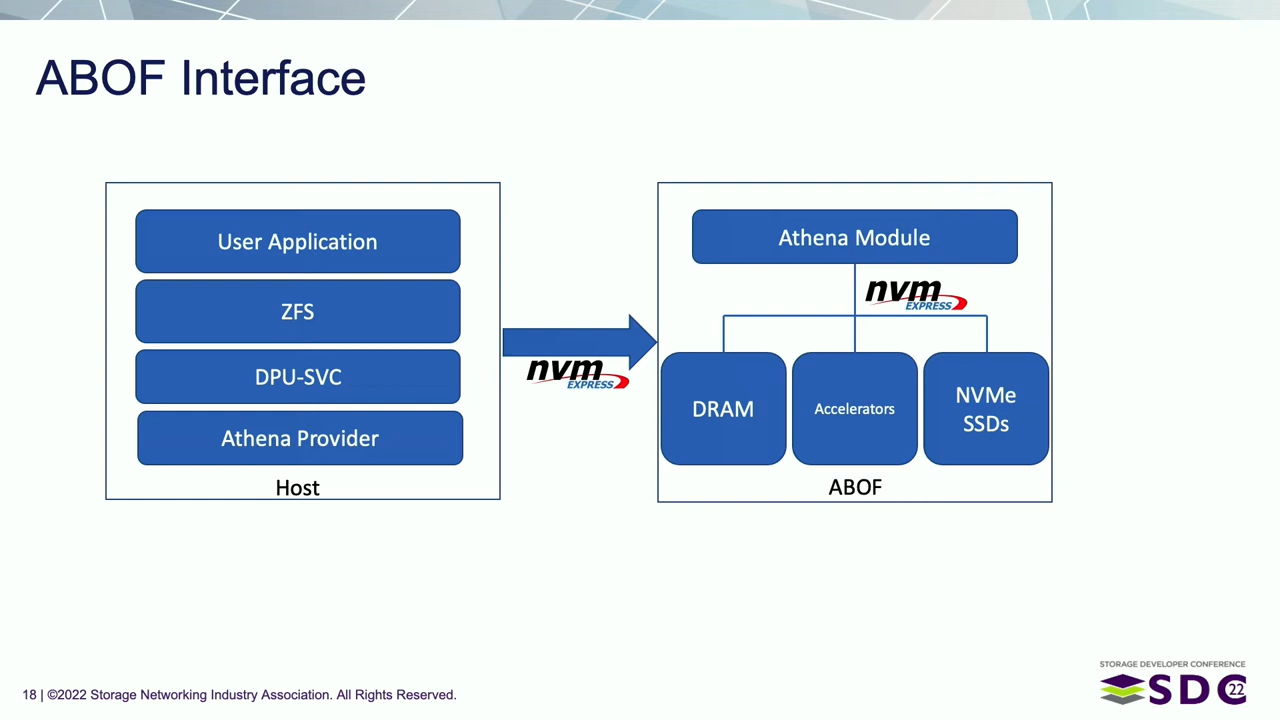 ABOF Interface
User Application
ZFS
DPU-SVC
Athena Provider
Host
nvm
EXPRESS
Athena Module
nvm
EXPRESS
DRAM
Accelerators
NVMe
SSDs
ABOF
18 | ©2022 Storage Networking Industry Association. All Rights Reserved.
STORAGE DEVELOPER CONFERENCE
SDC 22